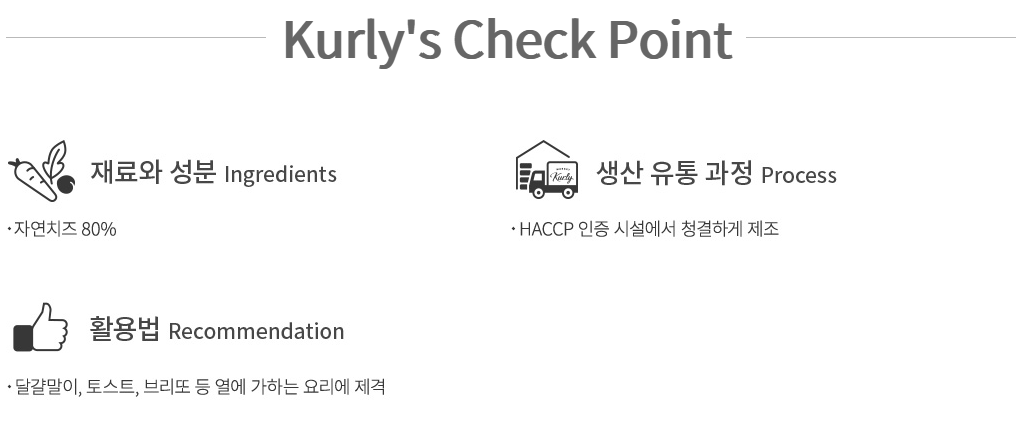 Kurly's Check Point
재료와 성분 Ingredients
· 자연치즈 80%
Kurly
생산 유통 과정 Process
· HACCP 인증 시설에서 청결하게 제조
활용법 Recommendation
· 달걀말이, 토스트, 브리또 등 열에 가하는 요리에 제격